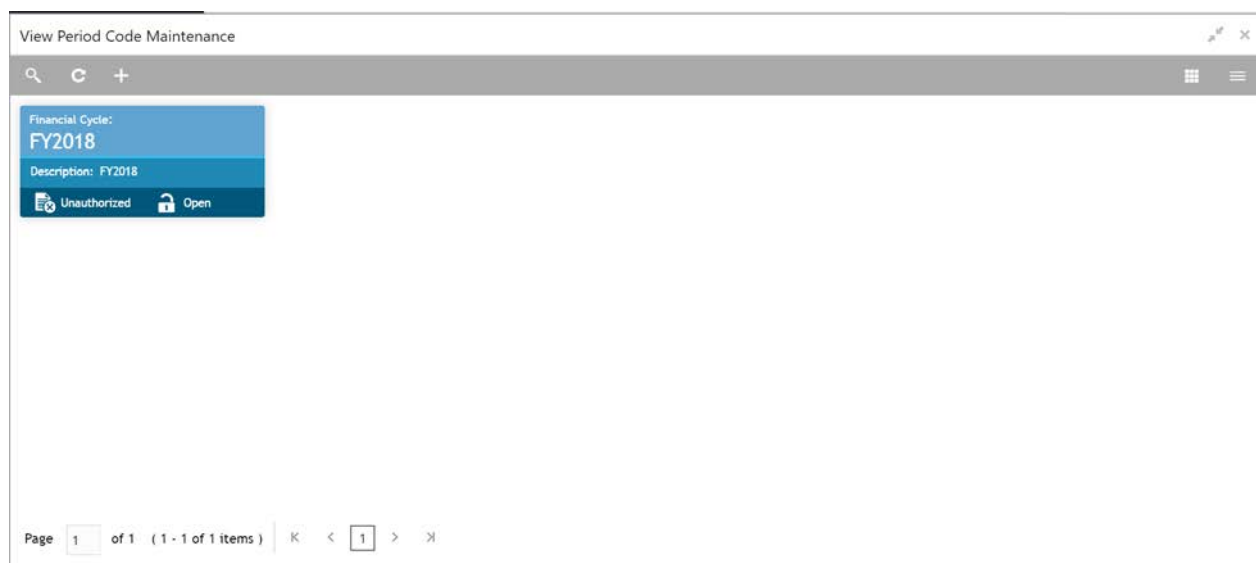 View Period Code Maintenance
Financial Cycle:
FY2018
Description: FY2018
Unauthorized Open
Page 1 of 1 ( 1 - 1 of 1 items ) 1